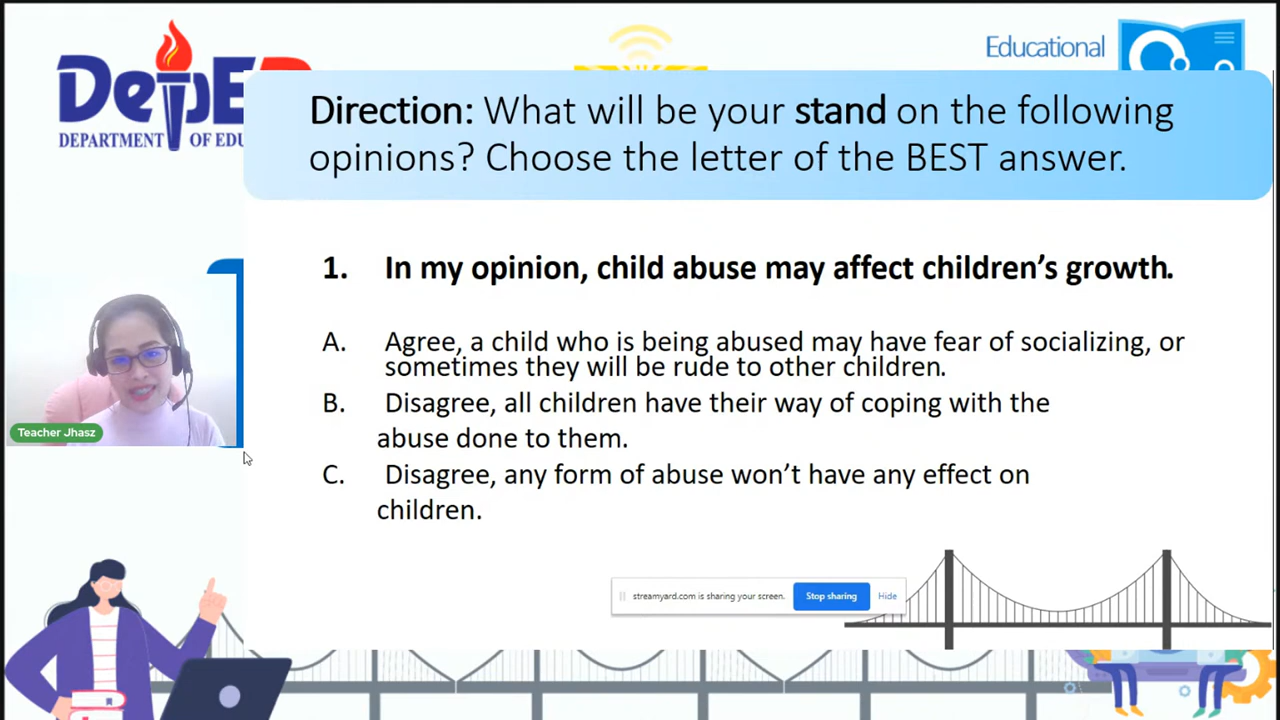 DepE
DEPARTMENT OF EDU
Educational
Direction: What will be your stand on the following
opinions? Choose the letter of the BEST answer.
1. In my opinion, child abuse may affect children's growth.
A. Agree, a child who is being abused may have fear of socializing, or
sometimes they will be rude to other children.
B. Disagree, all children have their way of coping with the
abuse done to them.
C. Disagree, any form of abuse won't have any effect on
children.
Teacher Jhasz
streamyard.com is sharing your screen. Stop sharing Hide